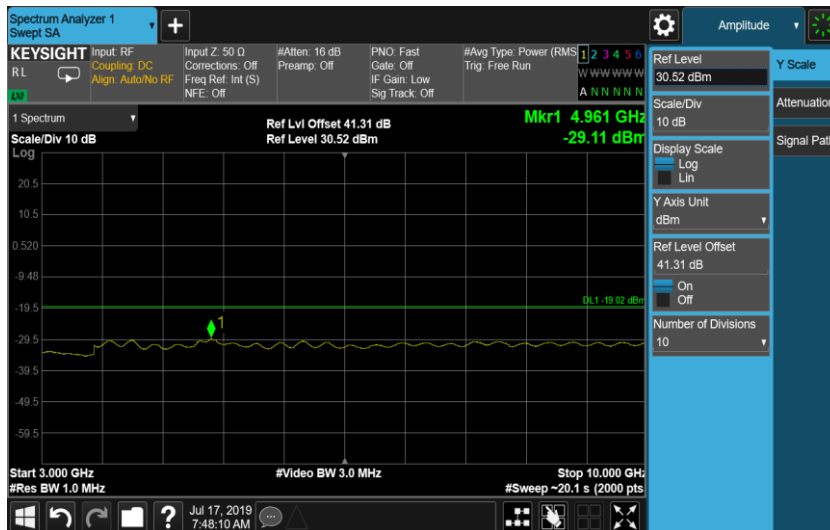 Spectrum Analyzer 1
Swept SA
+
Amplitude
KEYSIGHT
RL
LXI
Input: RF
Coupling: DC
Align: Auto/No RF
Input Z: 50 Ω
Corrections: Off
Freq Ref: Int (S)
NFE: Off
#Atten: 16 dB
Preamp: Off
PNO: Fast
Gate: Off
IF Gain: Low
Sig Track: Off
#Avg Type: Power (RMS
Trig: Free Run
1 2 3 4 5 6
W W W W W W
A N N N N N
1 Spectrum
Scale/Div 10 dB
Ref Lvl Offset 41.31 dB
Ref Level 30.52 dBm
Mkr1 4.961 GHz
-29.11 dBm
Log
20.5
10.5
0.520
-9.48
-19.5
-29.5
-39.5
-49.5
-59.5
DL1 -19.02 dBm
1
Start 3.000 GHz
#Res BW 1.0 MHz
#Video BW 3.0 MHz
Stop 10.000 GHz
#Sweep ~20.1 s (2000 pts
Ref Level
30.52 dBm
Scale/Div
10 dB
Display Scale
Log
Lin
Y Axis Unit
dBm
Ref Level Offset
41.31 dB
On
Off
Number of Divisions
10
Y Scale
Attenuation
Signal Path
?
Jul 17, 2019
7:48:10 AM